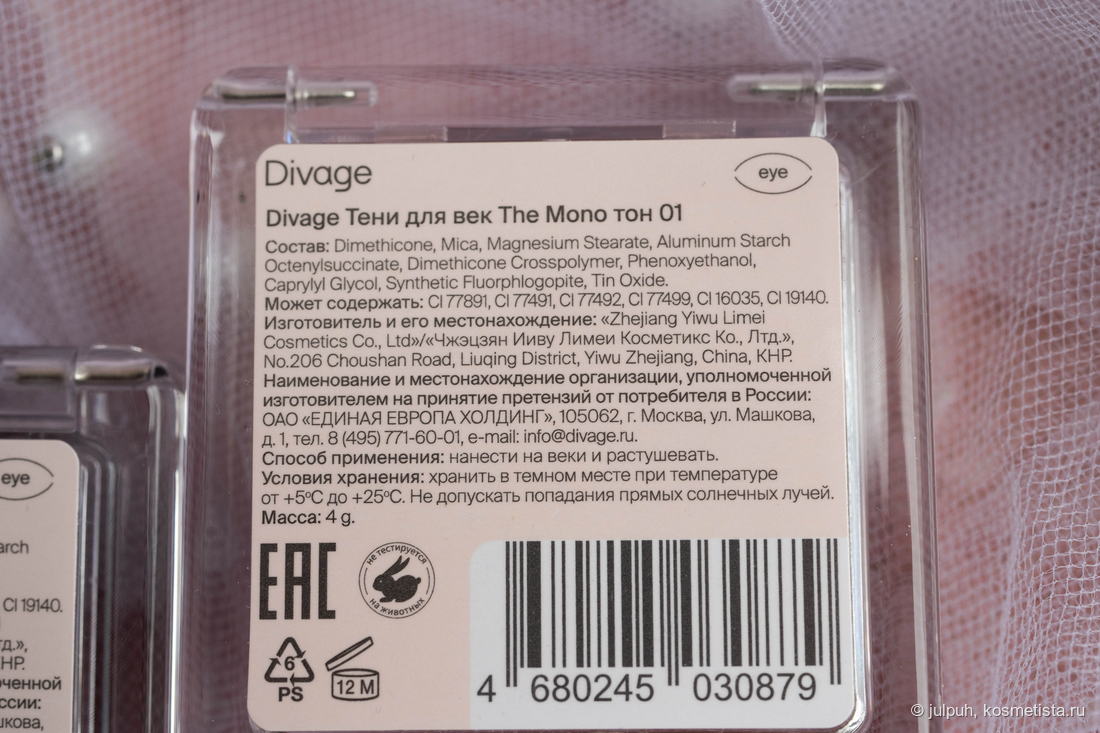 Divage
eye
Divage Тени для век The Mono тон 01
Состав: Dimethicone, Mica, Magnesium Stearate, Aluminum Starch
Octenylsuccinate, Dimethicone Crosspolymer, Phenoxyethanol,
Caprylyl Glycol, Synthetic Fluorphlogopite, Tin Oxide.
Может содержать: CI 77891, CI 77491, CI 77492, CI 77499, CI 16035, CI 19140.
Изготовитель и его местонахождение: «Zhejiang Yiwu Limei
Cosmetics Co., Ltd»/«Чжэцзян Ииву Лимеи Косметикс Ко., Лтд.»,
No.206 Choushan Road, Liuqing District, Yiwu Zhejiang, China, КНР.
Наименование и местонахождение организации, уполномоченной
изготовителем на принятие претензий от потребителя в России:
ОАО «ЕДИНАЯ ЕВРОПА ХОЛДИНГ», 105062, г. Москва, ул. Машкова,
д. 1, тел. 8 (495) 771-60-01, e-mail: info@divage.ru.
Способ применения: нанести на веки и растушевать.
Условия хранения: хранить в темном месте при температуре
от +5°C до +25°C. Не допускать попадания прямых солнечных лучей.
Масса: 4 g.
EAC
не тестируется
на животных
6
PS
12 M
4 680245 030879
eye
arch
CI 19140.
тд.»,
НР.
оченной
ссии:
шкова,
© julpuh, kosmetista.ru